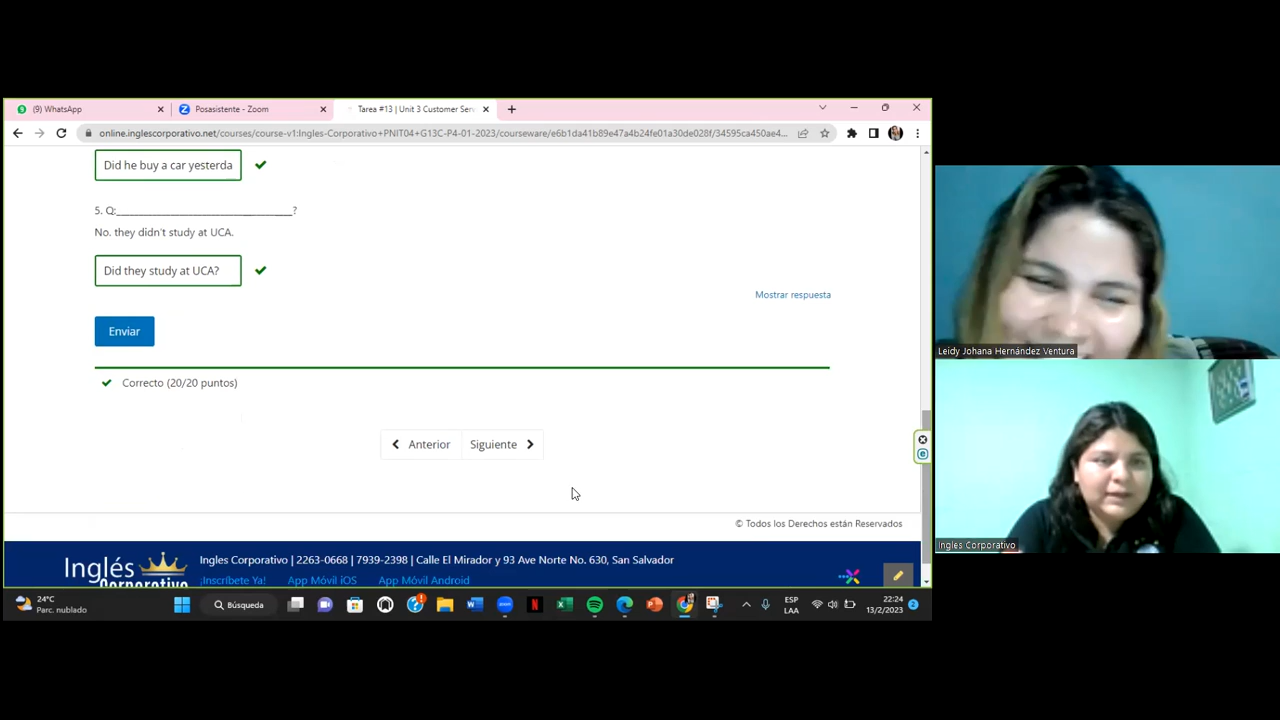 (9) WhatsApp
Posasistente - Zoom
Tarea #13 | Unit 3 Customer Serv
online.inglescorporativo.net/courses/course-v1:Ingles-Corporativo+PNIT04+G13C-P4-01-2023/courseware/e6b1da41b89e47a4b24fe01a30de028f/34595ca450ae4...
Did he buy a car yesterda
5. Q:___________________________________?
No. they didn't study at UCA.
Did they study at UCA?
Mostrar respuesta
Enviar
Correcto (20/20 puntos)
Anterior
Siguiente
© Todos los Derechos están Reservados
Inglés
Corporativo
Ingles Corporativo | 2263-0668 | 7939-2398 | Calle El Mirador y 93 Ave Norte No. 630, San Salvador
¡Inscríbete Ya!
App Móvil iOS
App Móvil Android
24°C
Parc. nublado
Búsqueda
ESP
LAA
22:24
13/2/2023
2
Leidy Johana Hernández Ventura
Ingles Corporativo